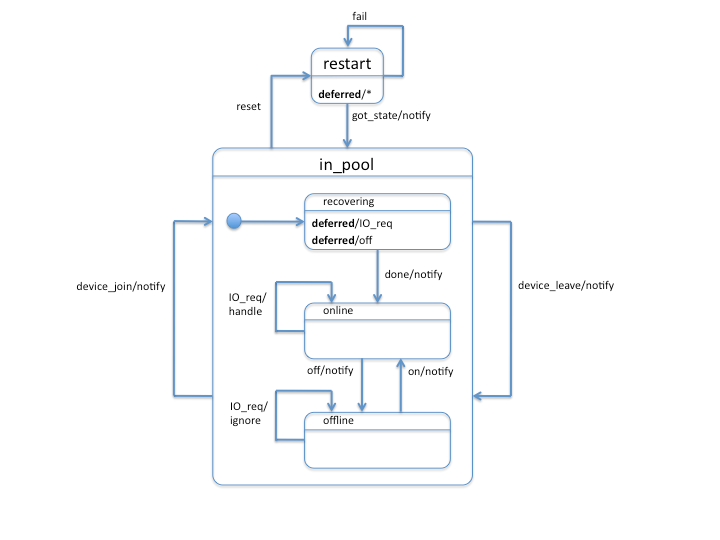 fail
restart
deferred/*
reset
got_state/notify
in_pool
recovering
deferred/IO_req
deferred/off
device_join/notify
done/notify
device_leave/notify
IO_req/
handle
online
off/notify
on/notify
IO_req/
ignore
offline